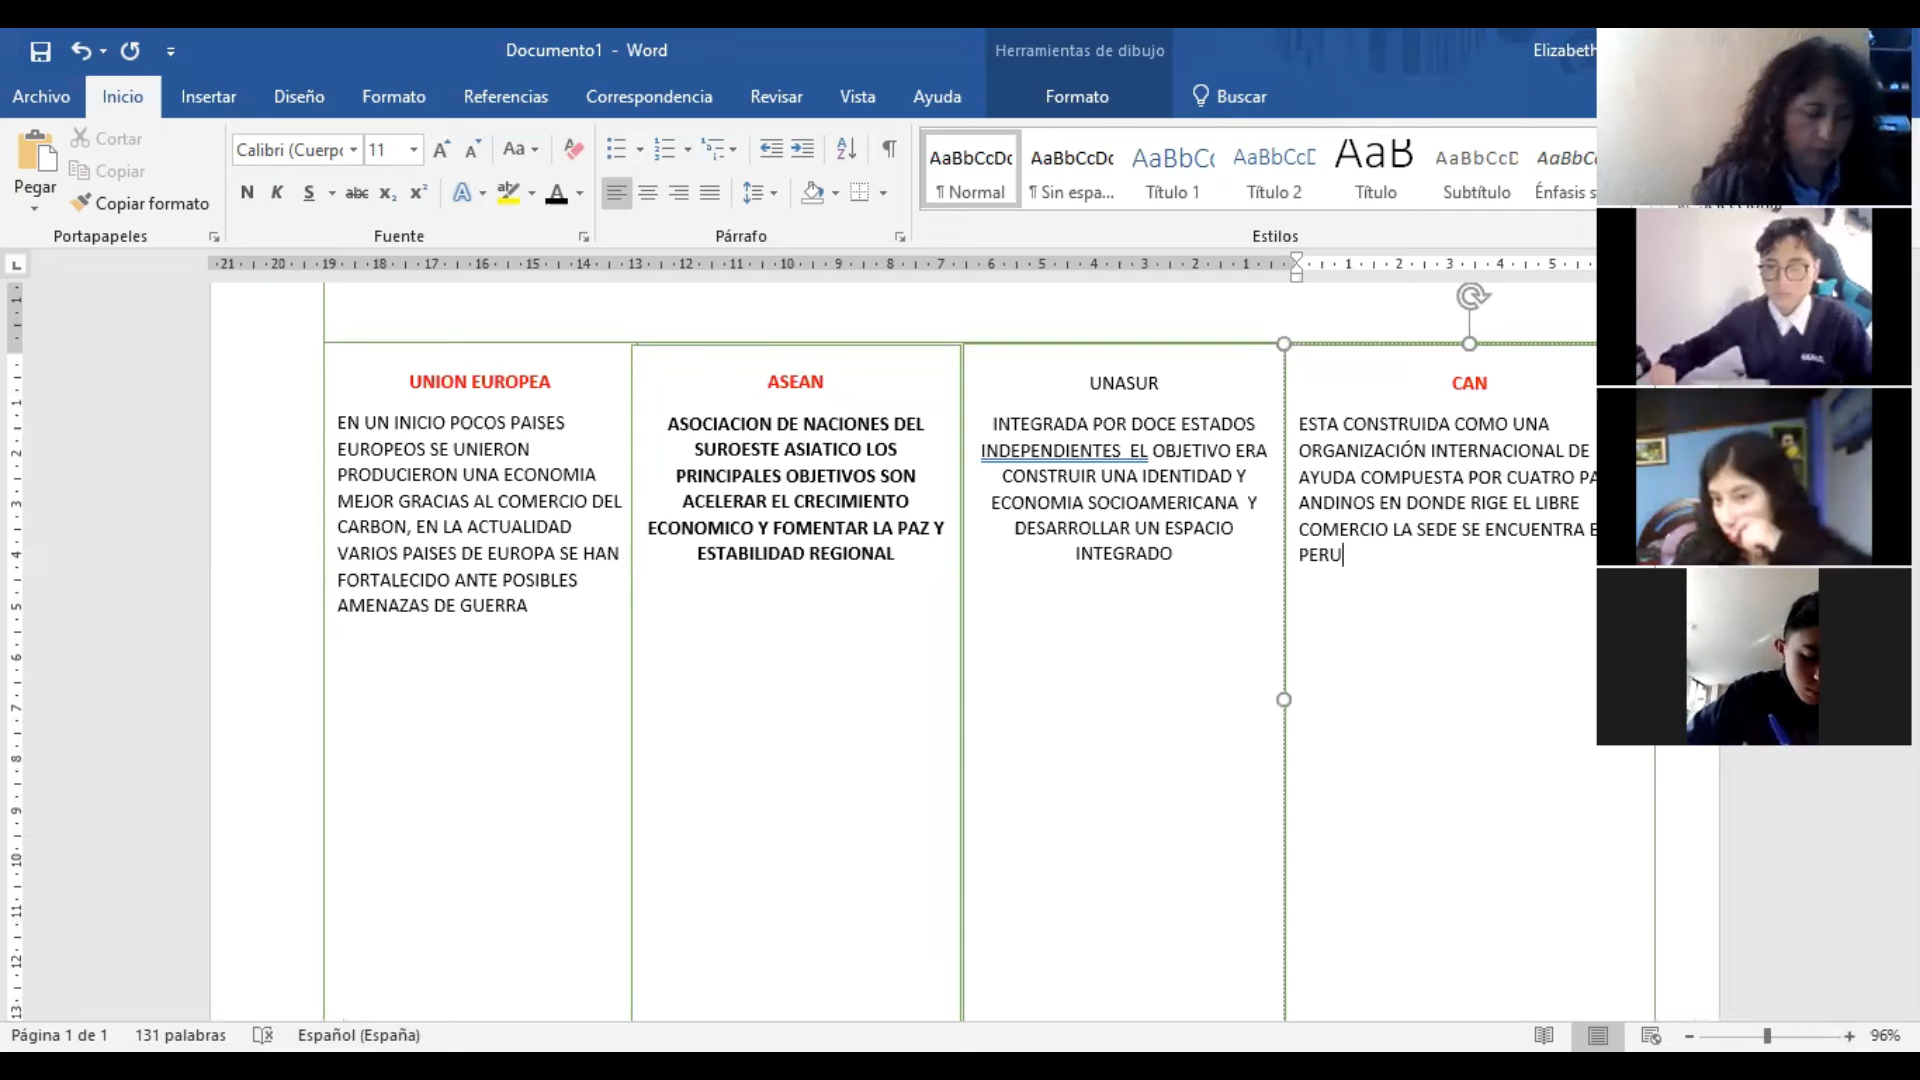 Documento1 - Word
Herramientas de dibujo
Elizabeth
Archivo
Inicio
Insertar
Diseño
Formato
Referencias
Correspondencia
Revisar
Vista
Ayuda
Formato
Buscar
Pegar
Cortar
Copiar
Copiar formato
Portapapeles
Calibri (Cuerpo
11
Fuente
Párrafo
AaBbCcDc
¶ Normal
AaBbCcDc
¶ Sin espa...
AaBbC
Título 1
AaBbCcD
Título 2
AaB
Título
AaBbCcD
Subtítulo
AaBbCc
Énfasis s
Estilos
UNION EUROPEA
EN UN INICIO POCOS PAISES
EUROPEOS SE UNIERON
PRODUCIERON UNA ECONOMIA
MEJOR GRACIAS AL COMERCIO DEL
CARBON, EN LA ACTUALIDAD
VARIOS PAISES DE EUROPA SE HAN
FORTALECIDO ANTE POSIBLES
AMENAZAS DE GUERRA
ASEAN
ASOCIACION DE NACIONES DEL
SUROESTE ASIATICO LOS
PRINCIPALES OBJETIVOS SON
ACELERAR EL CRECIMIENTO
ECONOMICO Y FOMENTAR LA PAZ Y
ESTABILIDAD REGIONAL
UNASUR
INTEGRADA POR DOCE ESTADOS
INDEPENDIENTES EL OBJETIVO ERA
CONSTRUIR UNA IDENTIDAD Y
ECONOMIA SOCIOAMERICANA Y
DESARROLLAR UN ESPACIO
INTEGRADO
CAN
ESTA CONSTRUIDA COMO UNA
ORGANIZACIÓN INTERNACIONAL DE
AYUDA COMPUESTA POR CUATRO PA
ANDINOS EN DONDE RIGE EL LIBRE
COMERCIO LA SEDE SE ENCUENTRA E
PERU
Página 1 de 1
131 palabras
Español (España)
96%